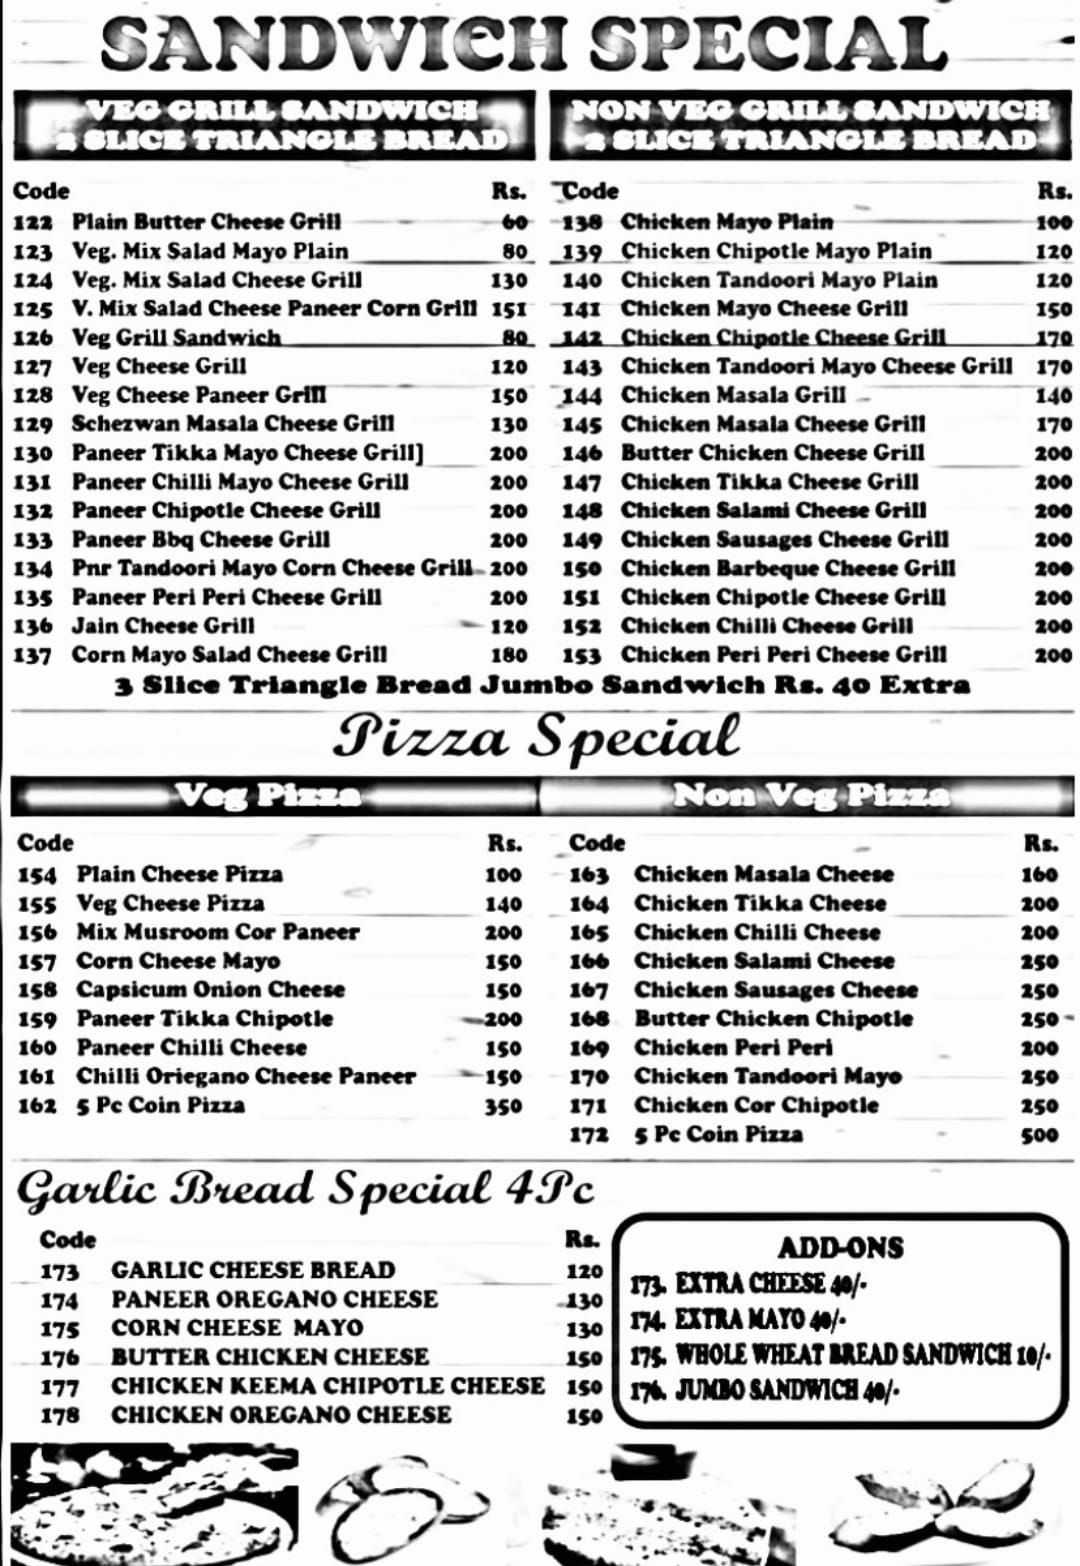 SANDWICH SPECIAL
VEG GRILL SANDWICH
2 SLICE TRIANGLE BREAD
Code Rs.
122 Plain Butter Cheese Grill 60
123 Veg. Mix Salad Mayo Plain 80
124 Veg. Mix Salad Cheese Grill 130
125 V. Mix Salad Cheese Paneer Corn Grill 151
126 Veg Grill Sandwich 80
127 Veg Cheese Grill 120
128 Veg Cheese Paneer Grill 150
129 Schezwan Masala Cheese Grill 130
130 Paneer Tikka Mayo Cheese Grill] 200
131 Paneer Chilli Mayo Cheese Grill 200
132 Paneer Chipotle Cheese Grill 200
133 Paneer Bbq Cheese Grill 200
134 Pnr Tandoori Mayo Corn Cheese Grill 200
135 Paneer Peri Peri Cheese Grill 200
136 Jain Cheese Grill 120
137 Corn Mayo Salad Cheese Grill 180
NON VEG GRILL SANDWICH
2 SLICE TRIANGLE BREAD
Code Rs.
138 Chicken Mayo Plain 100
139 Chicken Chipotle Mayo Plain 120
140 Chicken Tandoori Mayo Plain 120
141 Chicken Mayo Cheese Grill 150
142 Chicken Chipotle Cheese Grill 170
143 Chicken Tandoori Mayo Cheese Grill 170
144 Chicken Masala Grill 140
145 Chicken Masala Cheese Grill 170
146 Butter Chicken Cheese Grill 200
147 Chicken Tikka Cheese Grill 200
148 Chicken Salami Cheese Grill 200
149 Chicken Sausages Cheese Grill 200
150 Chicken Barbeque Cheese Grill 200
151 Chicken Chipotle Cheese Grill 200
152 Chicken Chilli Cheese Grill 200
153 Chicken Peri Peri Cheese Grill 200
3 Slice Triangle Bread Jumbo Sandwich Rs. 40 Extra
Pizza Special
Veg Pizza
Code Rs.
154 Plain Cheese Pizza 100
155 Veg Cheese Pizza 140
156 Mix Musroom Cor Paneer 200
157 Corn Cheese Mayo 150
158 Capsicum Onion Cheese 150
159 Paneer Tikka Chipotle 200
160 Paneer Chilli Cheese 150
161 Chilli Oriegano Cheese Paneer 150
162 5 Pc Coin Pizza 350
Non Veg Pizza
Code Rs.
163 Chicken Masala Cheese 160
164 Chicken Tikka Cheese 200
165 Chicken Chilli Cheese 200
166 Chicken Salami Cheese 250
167 Chicken Sausages Cheese 250
168 Butter Chicken Chipotle 250
169 Chicken Peri Peri 200
170 Chicken Tandoori Mayo 250
171 Chicken Cor Chipotle 250
172 5 Pc Coin Pizza 500
Garlic Bread Special 4Pc
Code Rs.
173 GARLIC CHEESE BREAD 120
174 PANEER OREGANO CHEESE 130
175 CORN CHEESE MAYO 130
176 BUTTER CHICKEN CHEESE 150
177 CHICKEN KEEMA CHIPOTLE CHEESE 150
178 CHICKEN OREGANO CHEESE 150
ADD-ONS
173. EXTRA CHEESE 40/-
174. EXTRA MAYO 40/-
175. WHOLE WHEAT BREAD SANDWICH 10/-
176. JUMBO SANDWICH 40/-